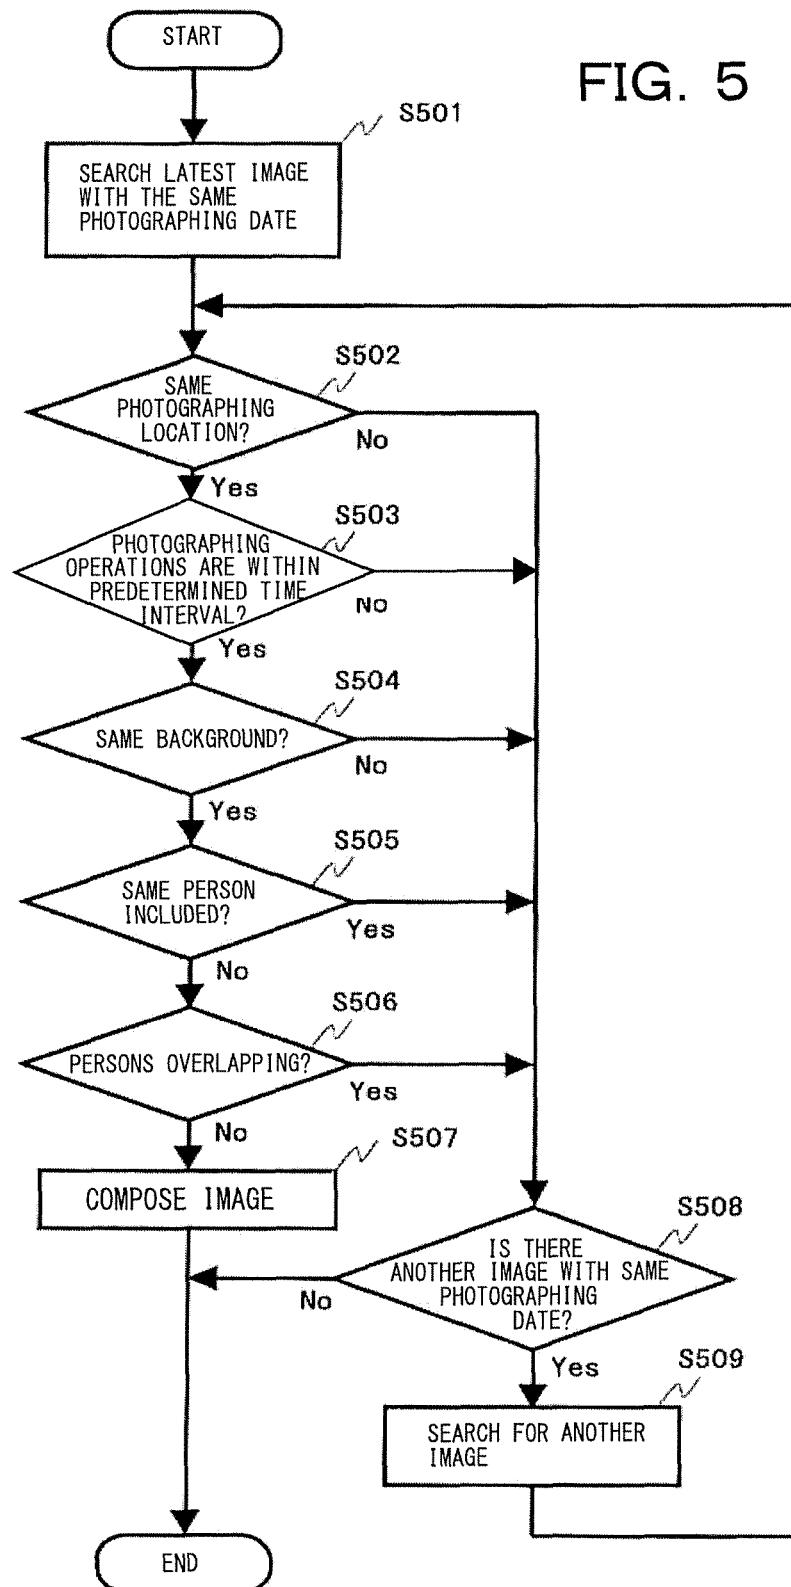 START
FIG. 5
S501
SEARCH LATEST IMAGE
WITH THE SAME
PHOTOGRAPHING DATE
S502
SAME
PHOTOGRAPHING
LOCATION?
No
Yes
S503
PHOTOGRAPHING
OPERATIONS ARE WITHIN
PREDETERMINED TIME
INTERVAL?
No
Yes
S504
SAME BACKGROUND?
No
Yes
S505
SAME PERSON
INCLUDED?
Yes
No
S506
PERSONS OVERLAPPING?
Yes
No
S507
COMPOSE IMAGE
S508
IS THERE
ANOTHER IMAGE WITH SAME
PHOTOGRAPHING
DATE?
No
Yes
S509
SEARCH FOR ANOTHER
IMAGE
END